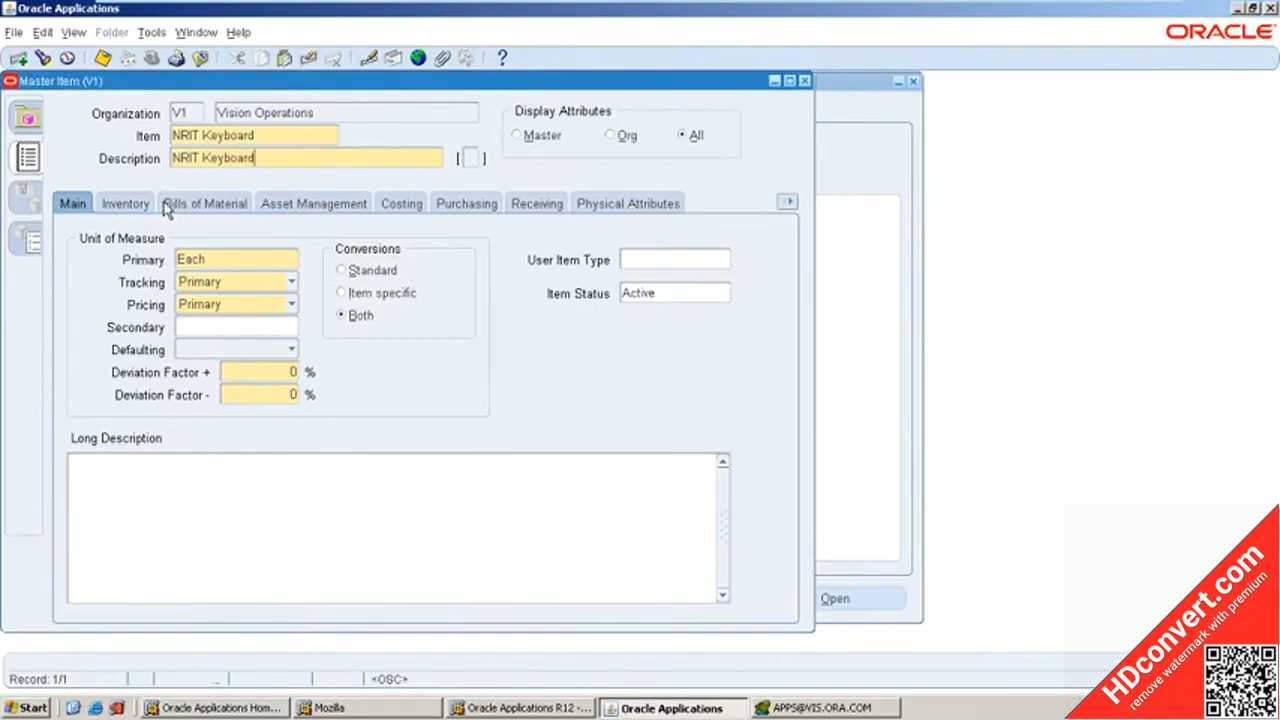 Oracle Applications
File Edit View Folder Tools Window Help
ORACLE
Master Item (V1)
Organization V1 Vision Operations
Item NRIT Keyboard
Description NRIT Keyboard [ ]
Display Attributes
Master Org All
Main Inventory Bills of Material Asset Management Costing Purchasing Receiving Physical Attributes
Unit of Measure
Primary Each
Tracking Primary
Pricing Primary
Secondary
Defaulting
Deviation Factor + 0 %
Deviation Factor - 0 %
Conversions
Standard
Item specific
Both
User Item Type
Item Status Active
Long Description
Open
Record: 1/1 ... <OSC>
Start Oracle Applications Hom... Mozilla Oracle Applications R12 -... Oracle Applications APPS@VIS.ORA.COM
HDconvert.com
remove watermark with premium